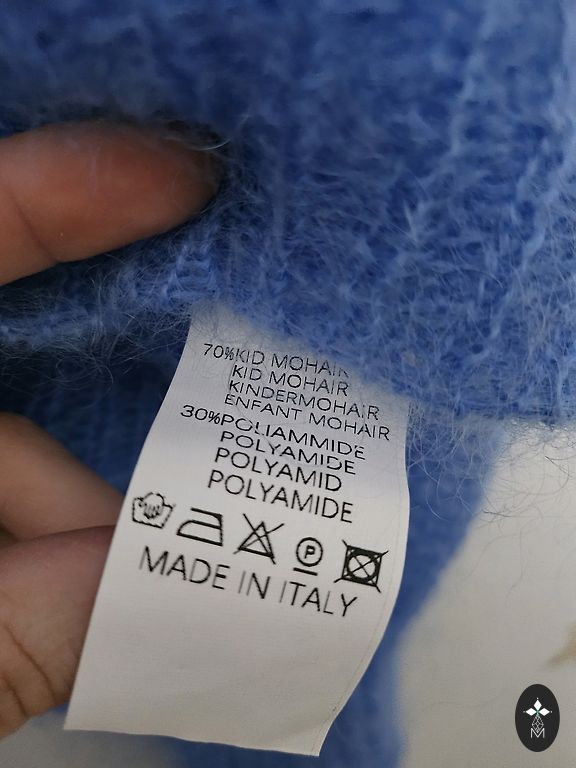 70%KID MOHAIR
KID MOHAIR
KINDERMOHAIR
ENFANT MOHAIR
30%POLIAMMIDE
POLYAMIDE
POLYAMID
POLYAMIDE
P
MADE IN ITALY
M